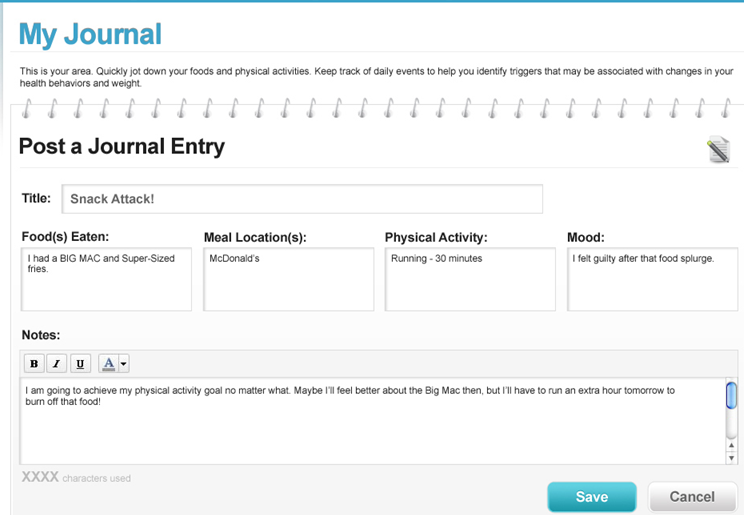 My Journal
This is your area. Quickly jot down your foods and physical activities. Keep track of daily events to help you identify triggers that may be associated with changes in your
health behaviors and weight.
Post a Journal Entry
Title: Snack Attack!
Food(s) Eaten: Meal Location(s): Physical Activity: Mood:
I had a BIG MAC and Super-Sized McDonald's Running - 30 minutes I felt guilty after that food splurge.
fries.
Notes:
B I U A
I am going to achieve my physical activity goal no matter what. Maybe I'll feel better about the Big Mac then, but I'll have to run an extra hour tomorrow to
burn off that food!
XXXX characters used
Save Cancel